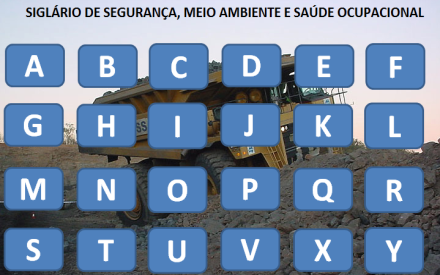 SIGLÁRIO DE SEGURANÇA, MEIO AMBIENTE E SAÚDE OCUPACIONAL
A B C D E F
G H I J K L
M N O P Q R
S T U V X Y